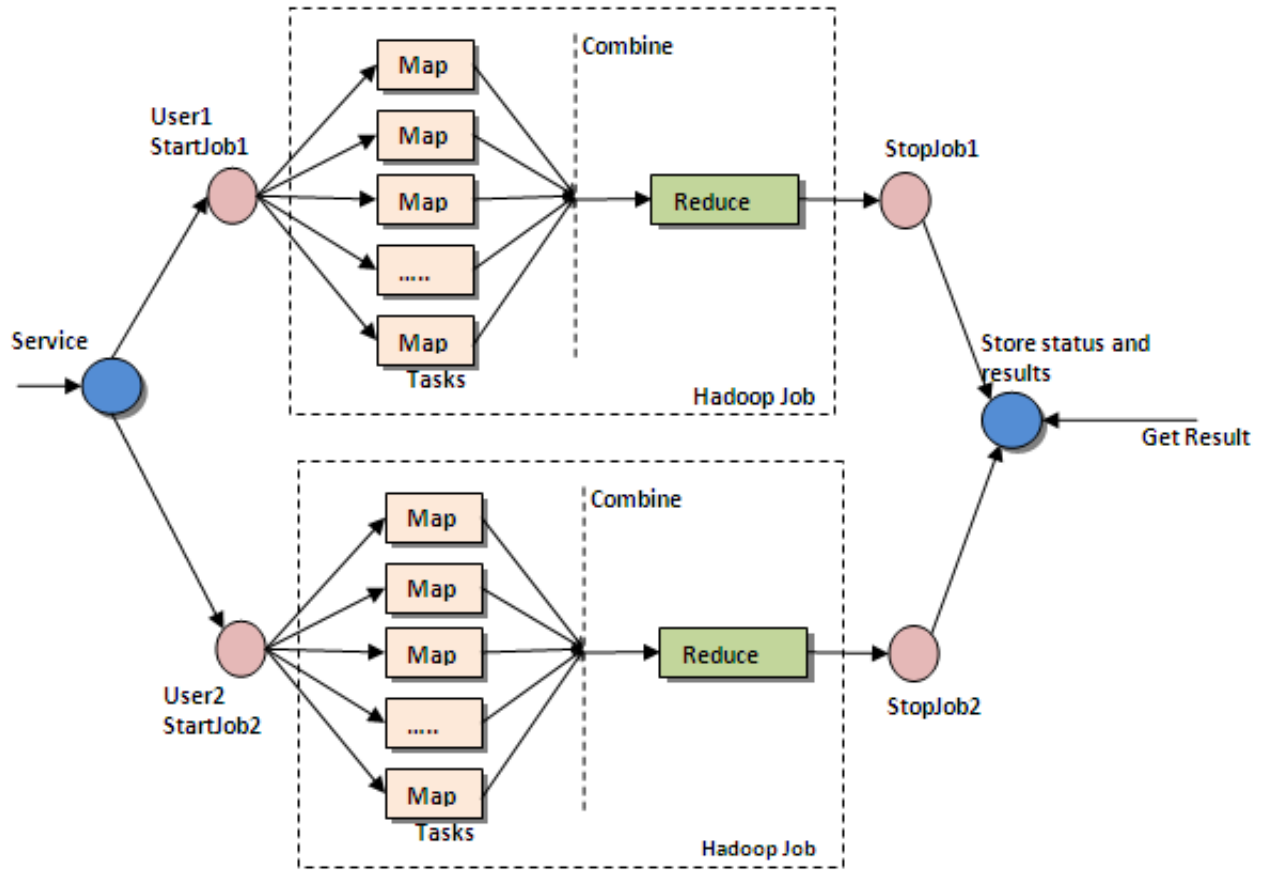 Map
Combine
Map
User1
StartJob1
StopJob1
Map
Reduce
.....
Service
Map
Store status and
results
Tasks
Hadoop Job
Get Result
Map
Combine
Map
Map
Reduce
User2
StartJob2
StopJob2
.....
Map
Tasks
Hadoop Job